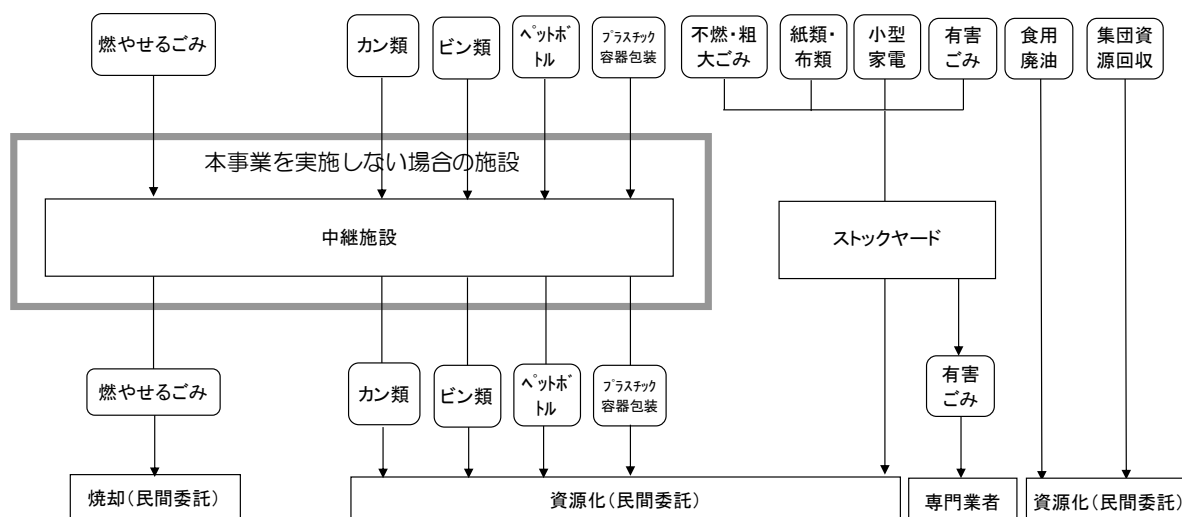 燃やせるごみ
カン類
ビン類
ペットボ
トル
プラスチック
容器包装
不燃・粗
大ごみ
紙類・
布類
小型
家電
有害
ごみ
食用
廃油
集団資
源回収
本事業を実施しない場合の施設
中継施設
ストックヤード
燃やせるごみ
カン類
ビン類
ペットボ
トル
プラスチック
容器包装
有害
ごみ
焼却(民間委託)
資源化(民間委託)
専門業者
資源化(民間委託)